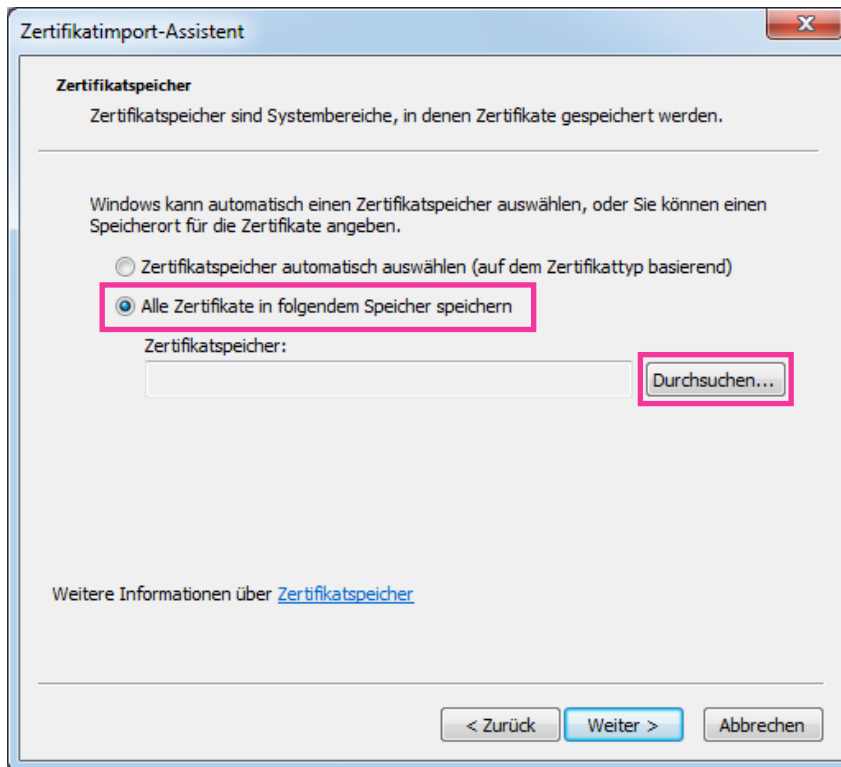 Zertifikatimport-Assistent
Zertifikatspeicher
Zertifikatspeicher sind Systembereiche, in denen Zertifikate gespeichert werden.
Windows kann automatisch einen Zertifikatspeicher auswählen, oder Sie können einen
Speicherort für die Zertifikate angeben.
Zertifikatspeicher automatisch auswählen (auf dem Zertifikattyp basierend)
Alle Zertifikate in folgendem Speicher speichern
Zertifikatspeicher:
Durchsuchen...
Weitere Informationen über Zertifikatspeicher
< Zurück Weiter > Abbrechen